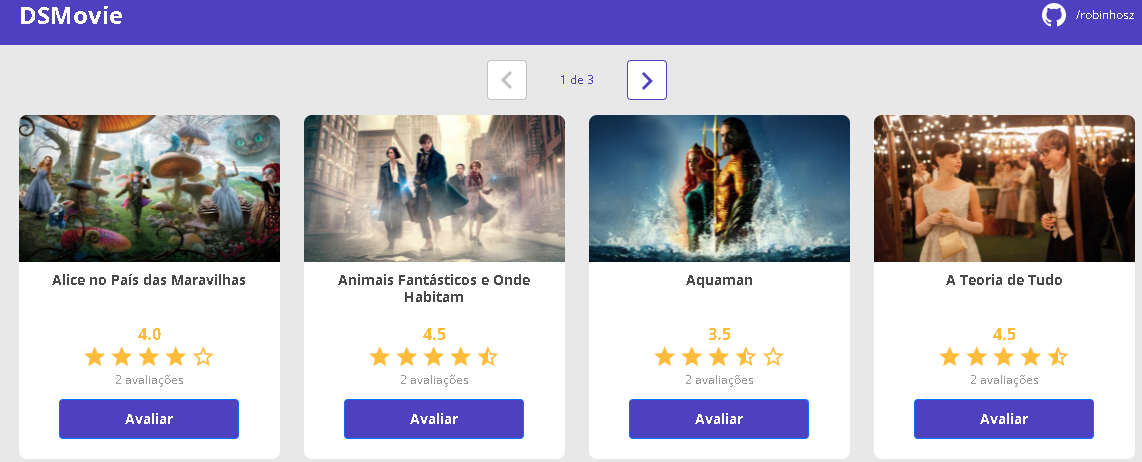 DSMovie
/robinhosz
1 de 3
Alice no País das Maravilhas
4.0
2 avaliações
Avaliar
Animais Fantásticos e Onde
Habitam
4.5
2 avaliações
Avaliar
Aquaman
3.5
2 avaliações
Avaliar
A Teoria de Tudo
4.5
2 avaliações
Avaliar